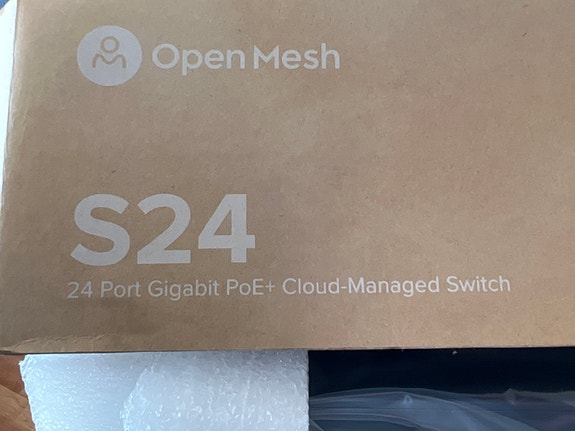 Open Mesh
S24
24 Port Gigabit PoE+ Cloud-Managed Switch